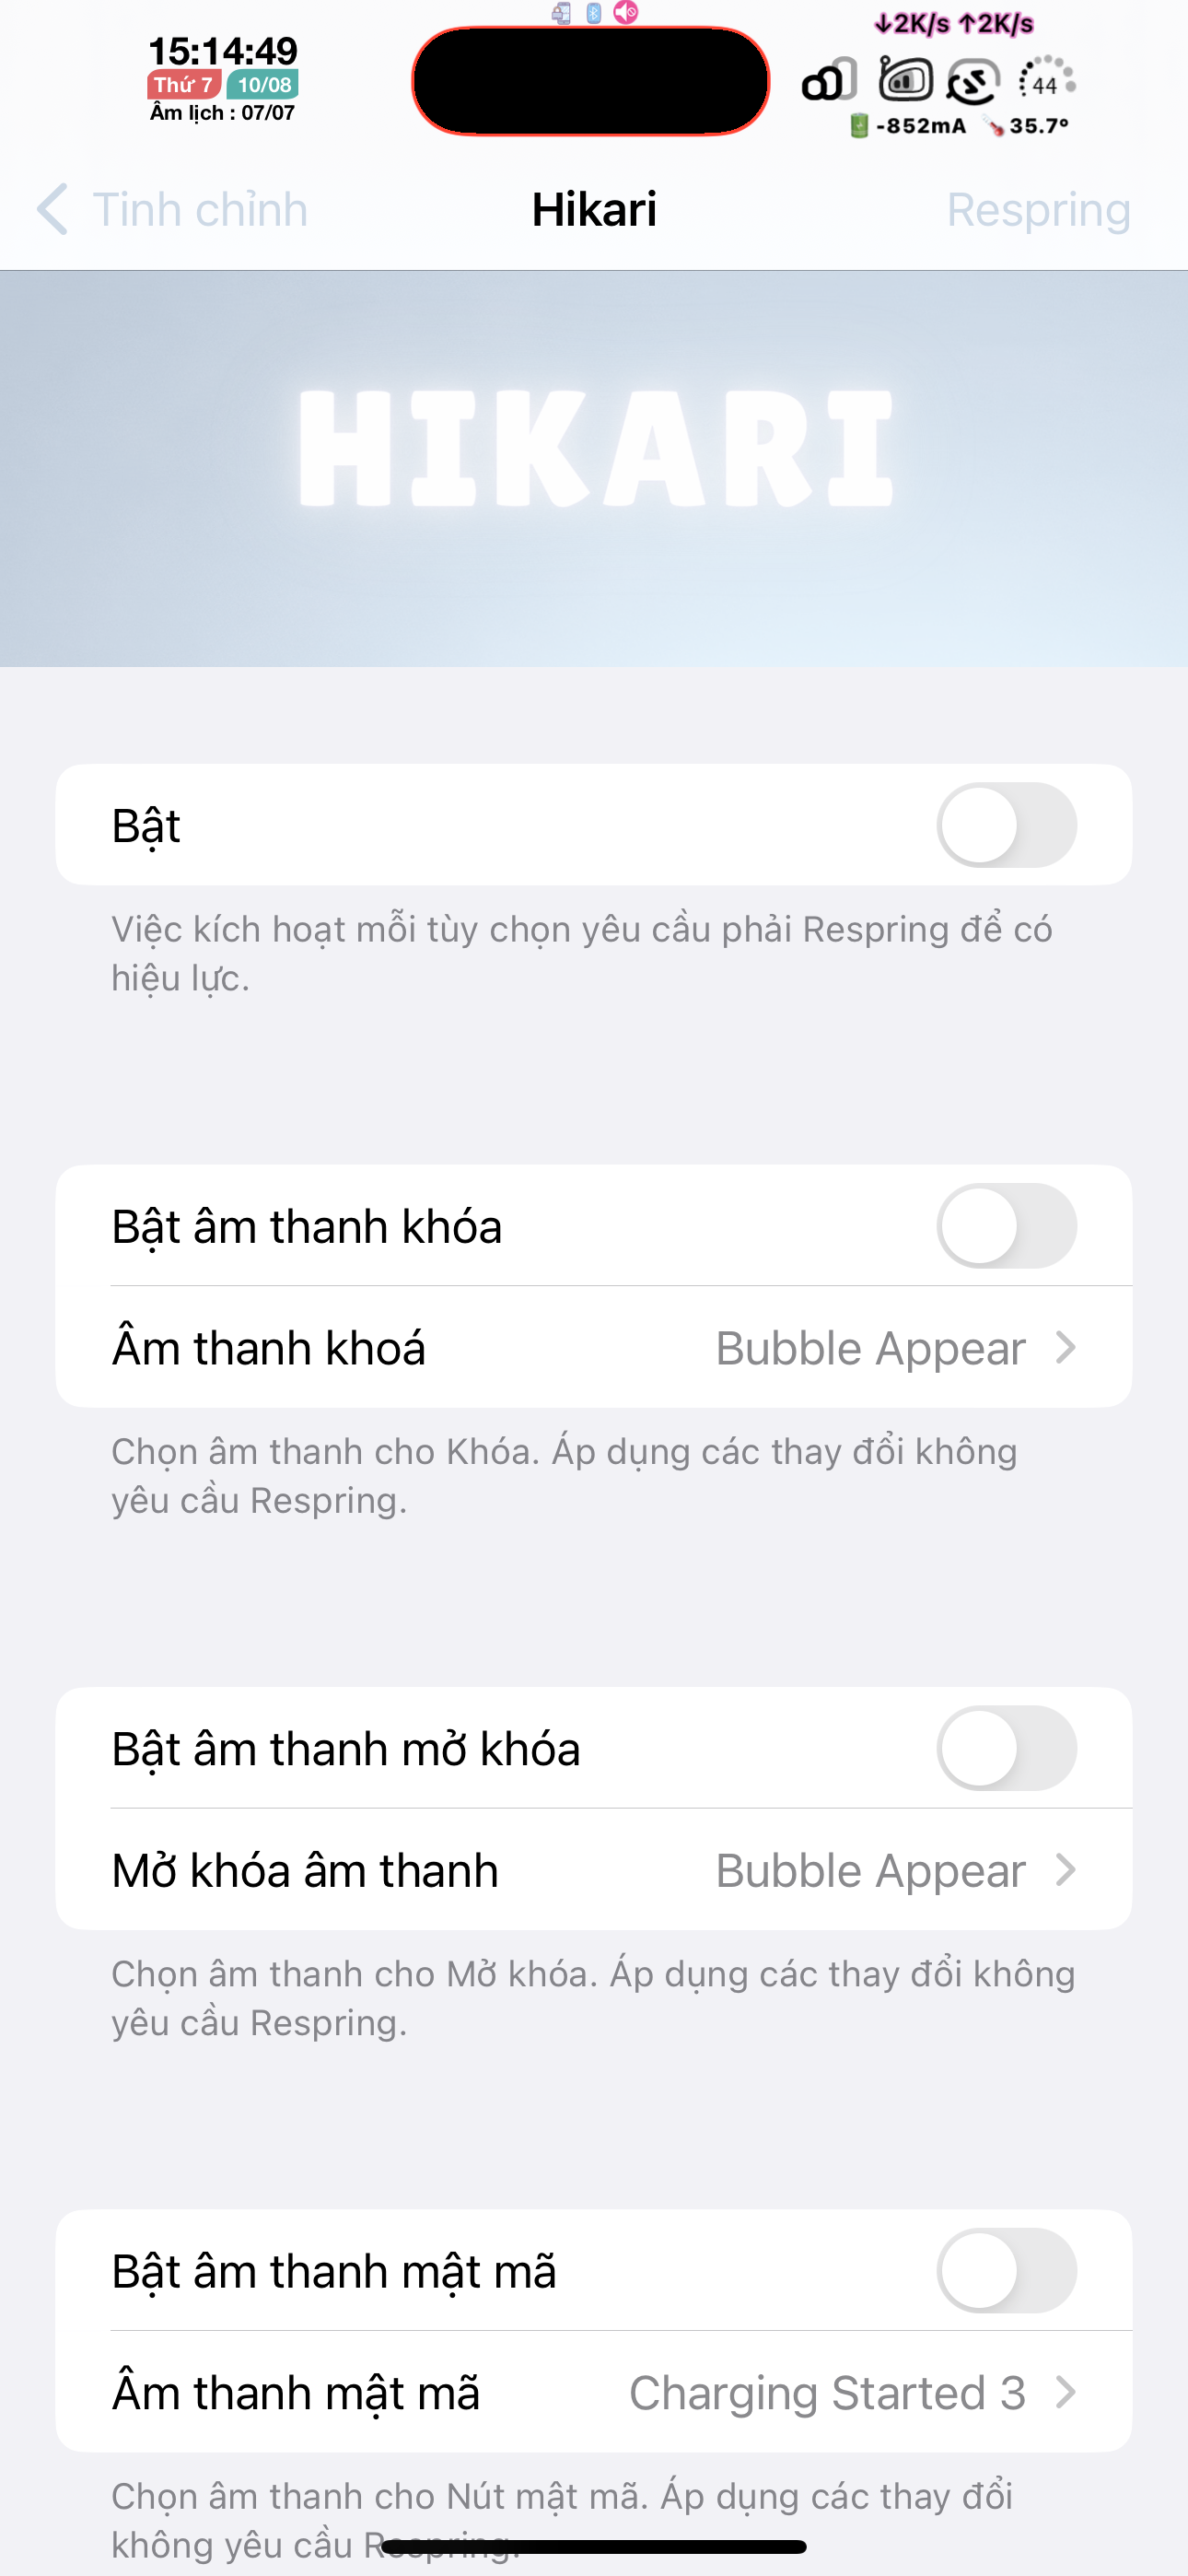 ↓2K/s ↑2K/s
15:14:49
Thứ 7 10/08
Âm lịch : 07/07
44
-852mA 35.7°
Tinh chỉnh
Hikari
Respring
HIKARI
Bật
Việc kích hoạt mỗi tùy chọn yêu cầu phải Respring để có
hiệu lực.
Bật âm thanh khóa
Âm thanh khoá Bubble Appear
Chọn âm thanh cho Khóa. Áp dụng các thay đổi không
yêu cầu Respring.
Bật âm thanh mở khóa
Mở khóa âm thanh Bubble Appear
Chọn âm thanh cho Mở khóa. Áp dụng các thay đổi không
yêu cầu Respring.
Bật âm thanh mật mã
Âm thanh mật mã Charging Started 3
Chọn âm thanh cho Nút mật mã. Áp dụng các thay đổi
không yêu cầu Respring.